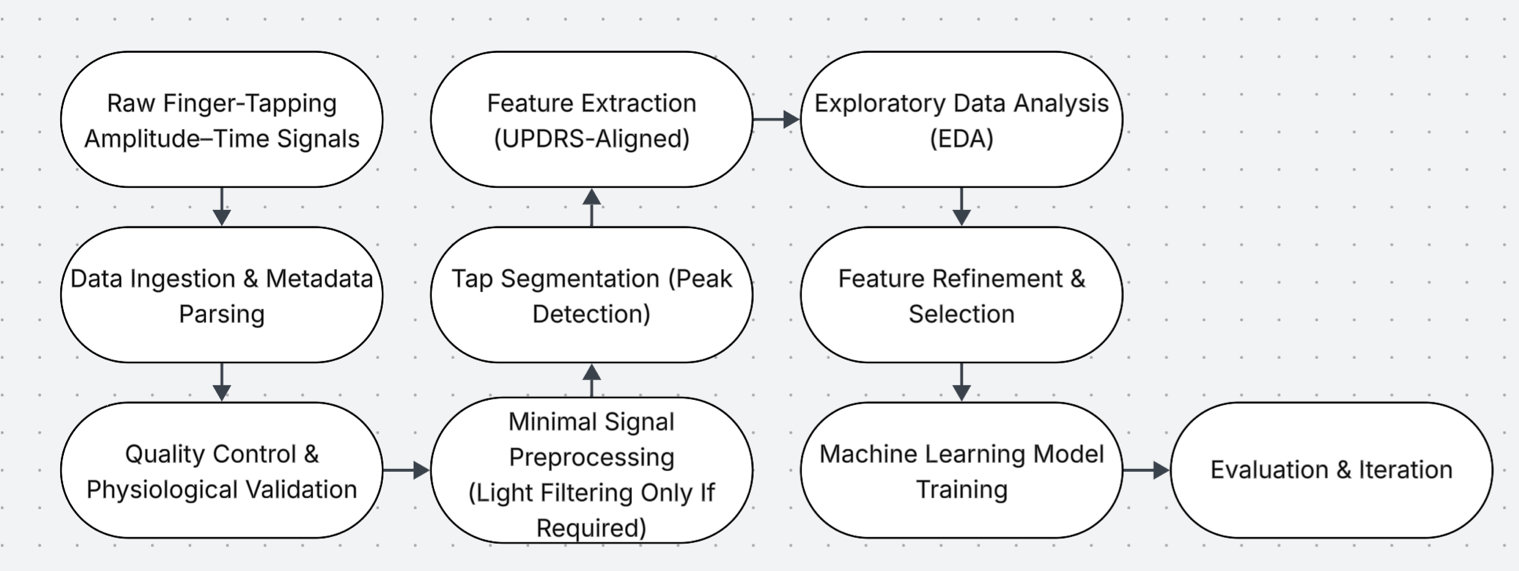 Raw Finger-Tapping
Amplitude–Time Signals
Data Ingestion & Metadata
Parsing
Quality Control &
Physiological Validation
Minimal Signal
Preprocessing
(Light Filtering Only If
Required)
Tap Segmentation (Peak
Detection)
Feature Extraction
(UPDRS-Aligned)
Exploratory Data Analysis
(EDA)
Feature Refinement &
Selection
Machine Learning Model
Training
Evaluation & Iteration